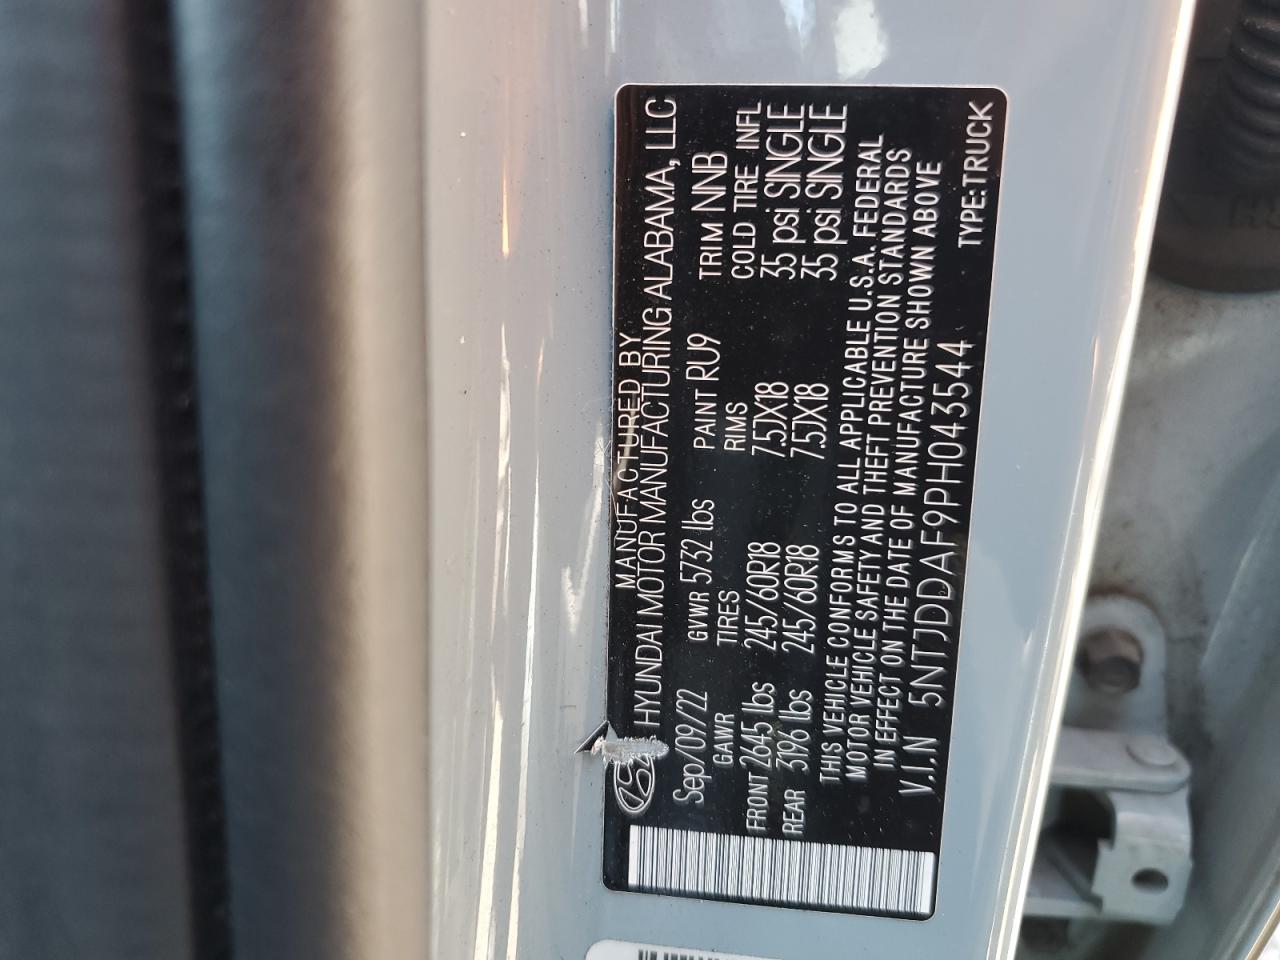 MANUFACTURED BY
HYUNDAI MOTOR MANUFACTURING ALABAMA, LLC
Sep/09/22 GVWR 5732 lbs PAINT RU9 TRIM NNB
GAWR TIRES RIMS COLD TIRE INFL
FRONT 2645 lbs 245/60R18 7.5JX18 35 psi SINGLE
REAR 3196 lbs 245/60R18 7.5JX18 35 psi SINGLE
THIS VEHICLE CONFORMS TO ALL APPLICABLE U.S.A. FEDERAL
MOTOR VEHICLE SAFETY AND THEFT PREVENTION STANDARDS
IN EFFECT ON THE DATE OF MANUFACTURE SHOWN ABOVE
V.I.N 5NTJDDAF9PH043544 TYPE:TRUCK